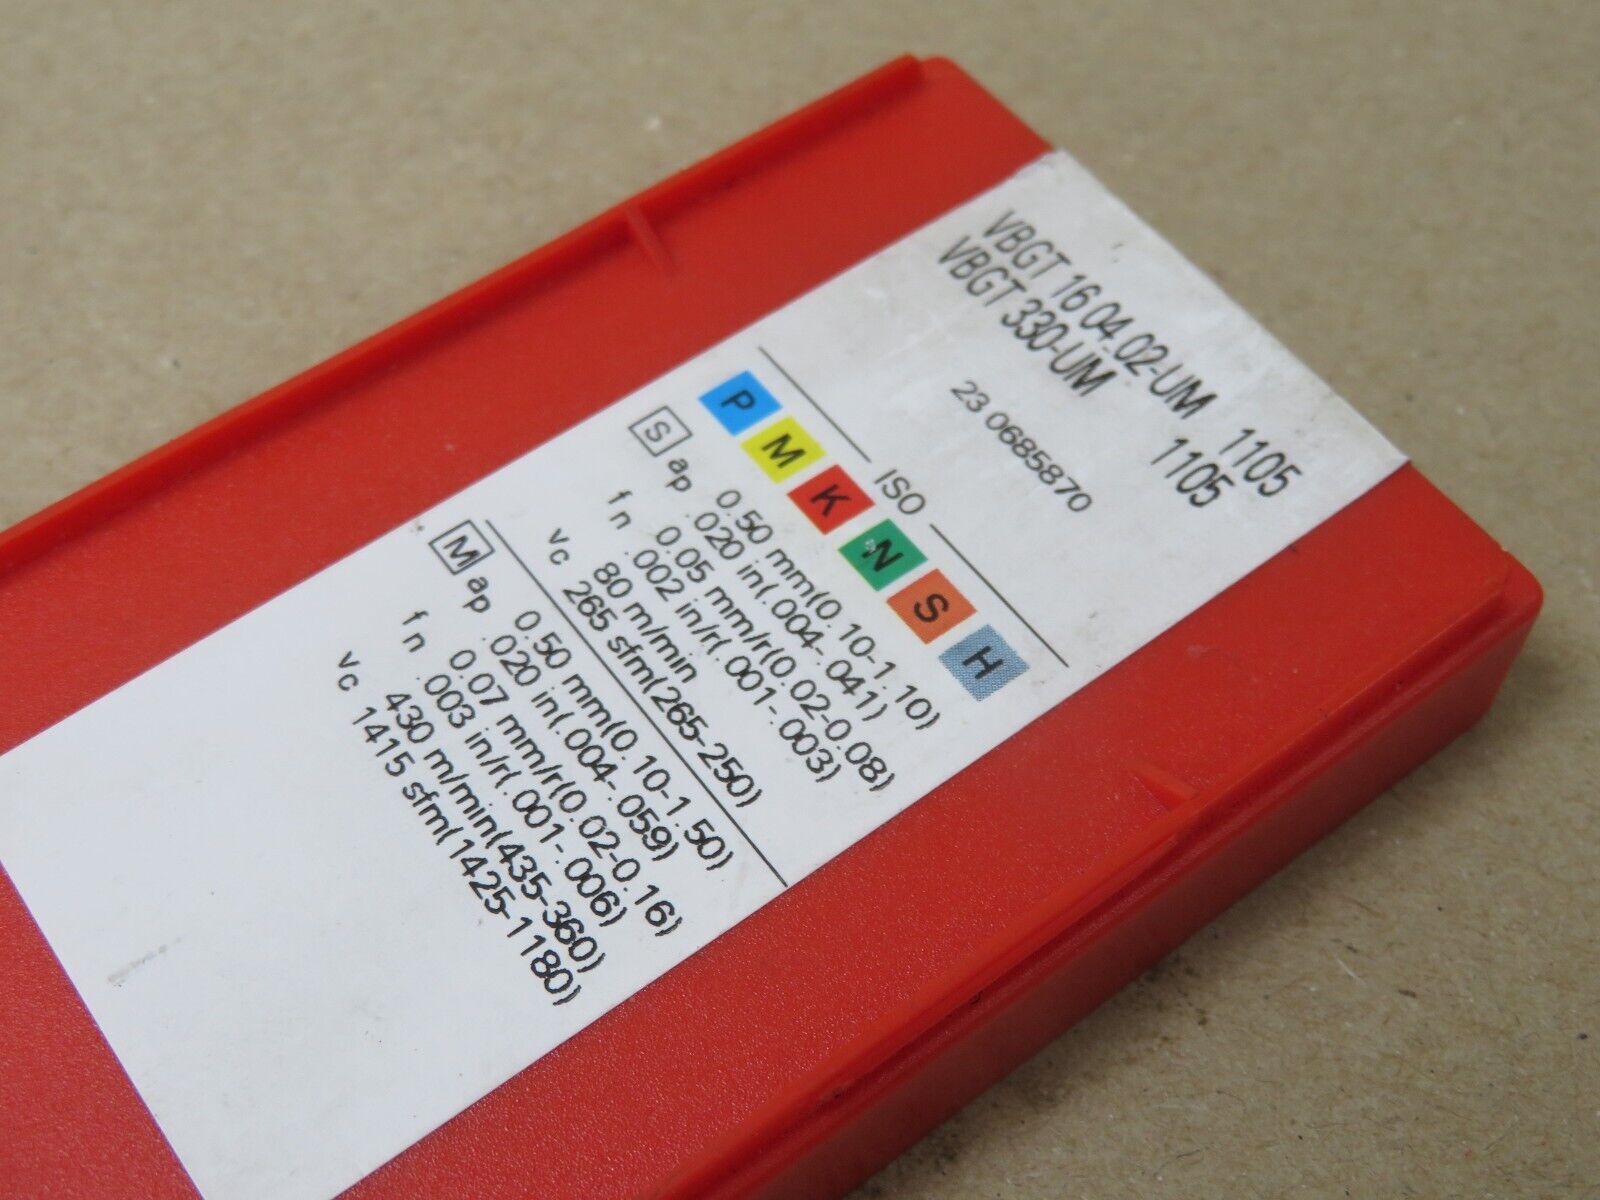 VBGT 16 04 02-UM 1105
VBGT 330-UM 1105
23 0685870
ISO
P M K N S H
S ap 0.50 mm(0.10-1.10)
.020 in(.004-.041)
fn 0.05 mm/r(0.02-0.08)
.002 in/r(.001-.003)
vc 80 m/min
265 sfm(265-250)
M ap 0.50 mm(0.10-1.50)
.020 in(.004-.059)
fn 0.07 mm/r(0.02-0.16)
.003 in/r(.001-.006)
vc 430 m/min(435-360)
1415 sfm(1425-1180)